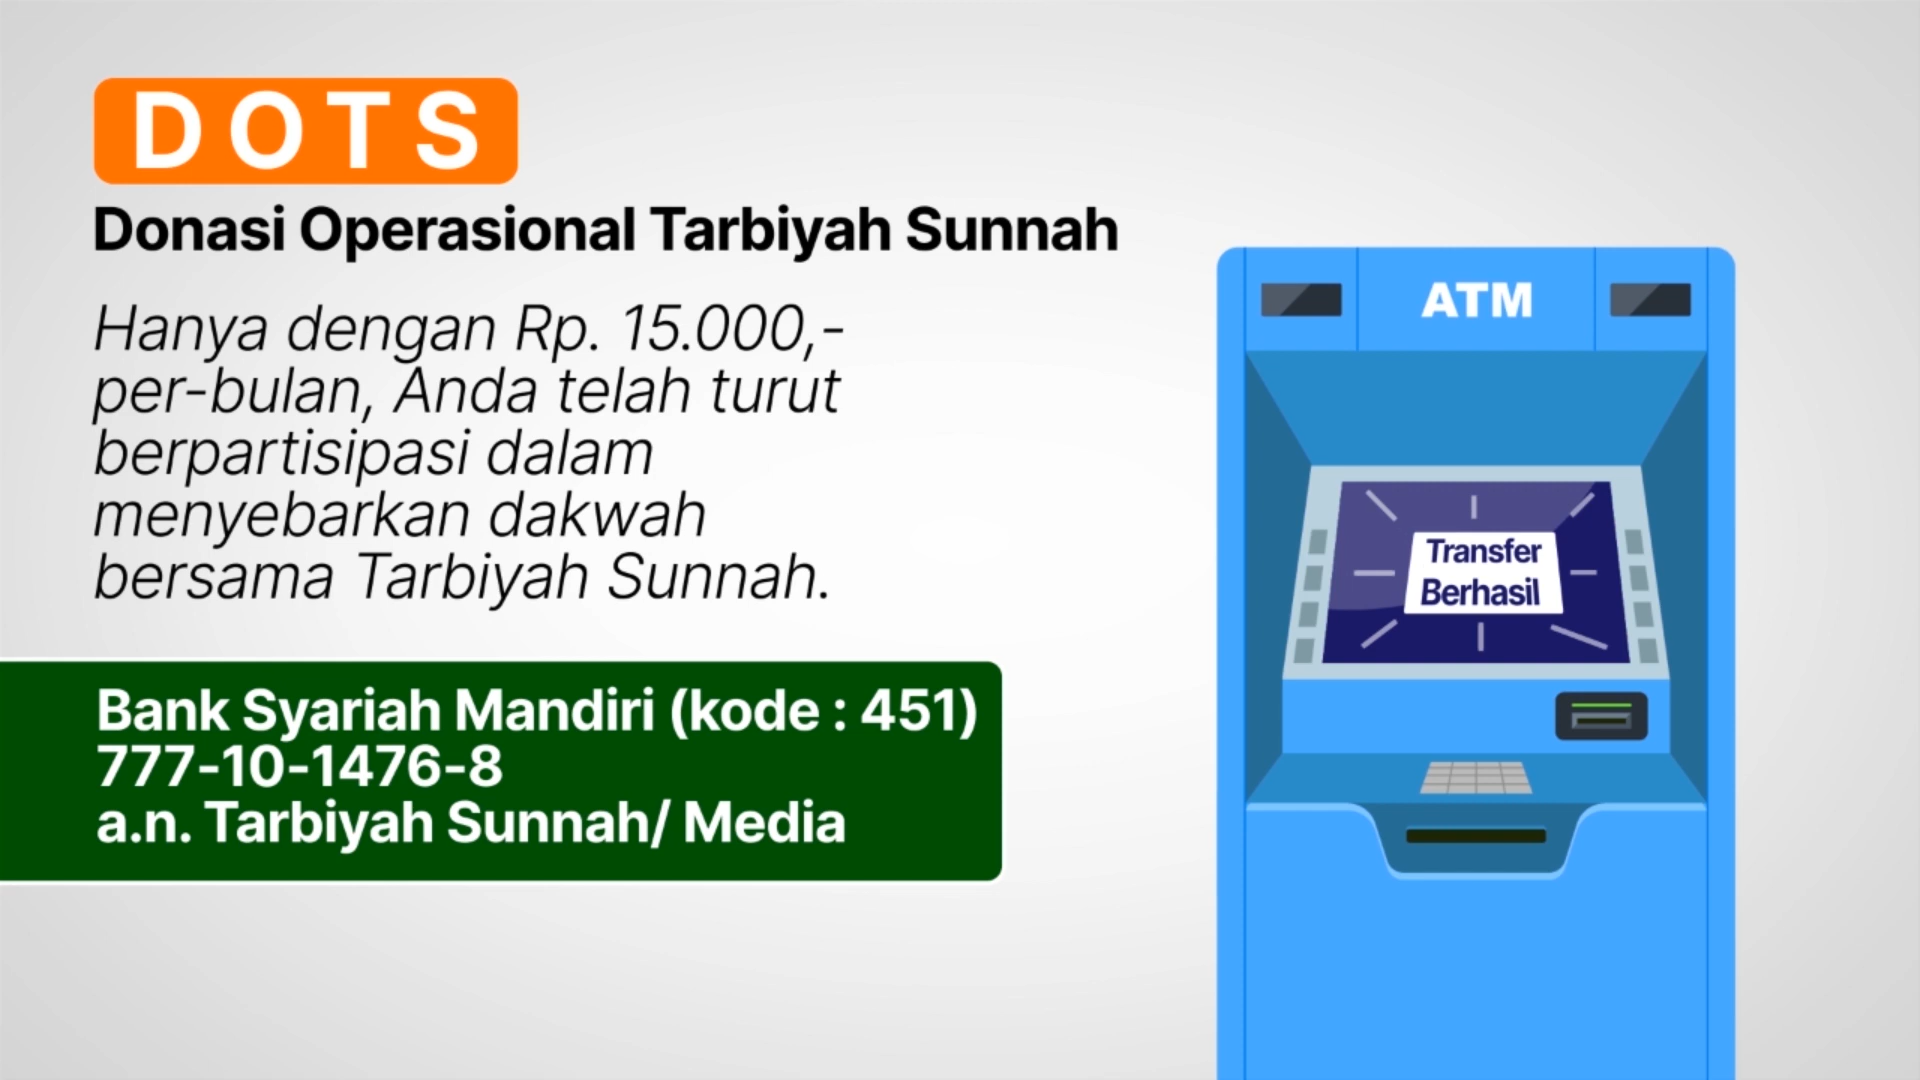 DOTS
Donasi Operasional Tarbiyah Sunnah
Hanya dengan Rp. 15.000,-
per-bulan, Anda telah turut
berpartisipasi dalam
menyebarkan dakwah
bersama Tarbiyah Sunnah.
Bank Syariah Mandiri (kode : 451)
777-10-1476-8
a.n. Tarbiyah Sunnah/ Media
ATM
Transfer
Berhasil